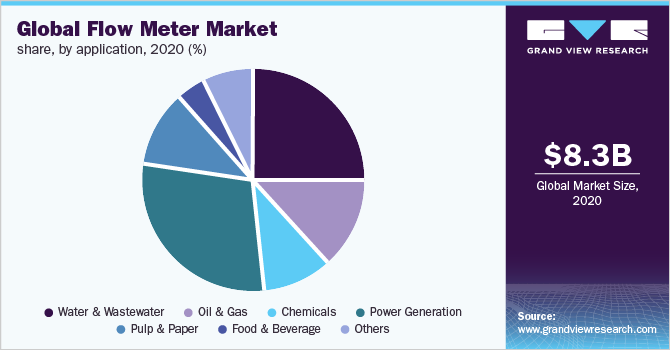 Global Flow Meter Market
share, by application, 2020 (%)
GRAND VIEW RESEARCH
$8.3B
Global Market Size,
2020
Water & Wastewater
Oil & Gas
Chemicals
Power Generation
Pulp & Paper
Food & Beverage
Others
Source:
www.grandviewresearch.com